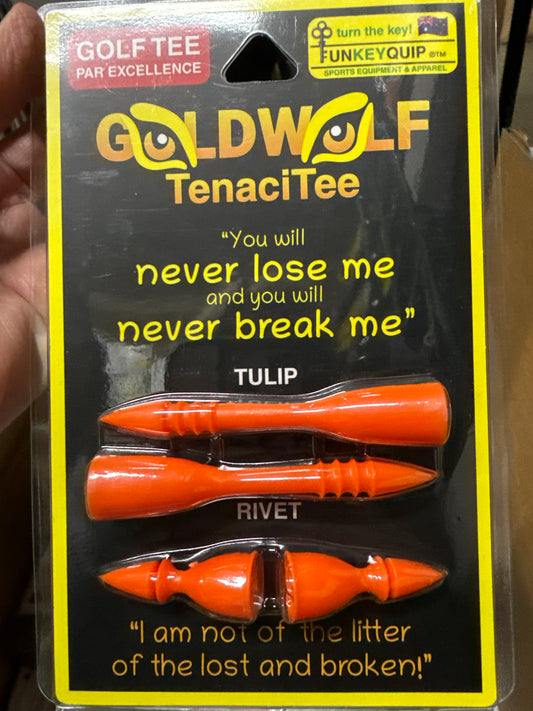 GOLF TEE
PAR EXCELLENCE
turn the key!
FUNKEYQUIP ®™
SPORTS EQUIPMENT & APPAREL
GOLDWOLF
TenaciTee
"You will
never lose me
and you will
never break me"
TULIP
RIVET
"I am not of the litter
of the lost and broken!"